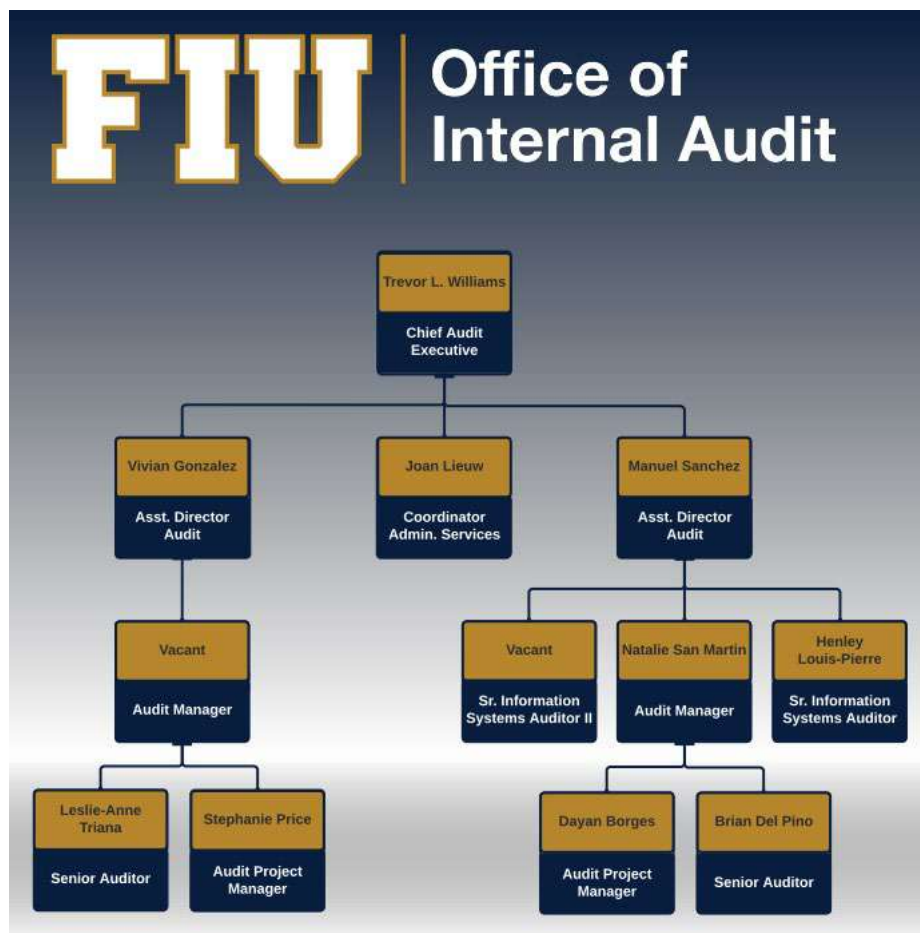 FIU
Office of
Internal Audit
Trevor L. Williams
Chief Audit
Executive
Vivian Gonzalez
Asst. Director
Audit
Joan Lieuw
Coordinator
Admin. Services
Manuel Sanchez
Asst. Director
Audit
Vacant
Audit Manager
Vacant
Sr. Information
Systems Auditor II
Natalie San Martin
Audit Manager
Henley
Louis-Pierre
Sr. Information
Systems Auditor
Leslie-Anne
Triana
Senior Auditor
Stephanie Price
Audit Project
Manager
Dayan Borges
Audit Project
Manager
Brian Del Pino
Senior Auditor